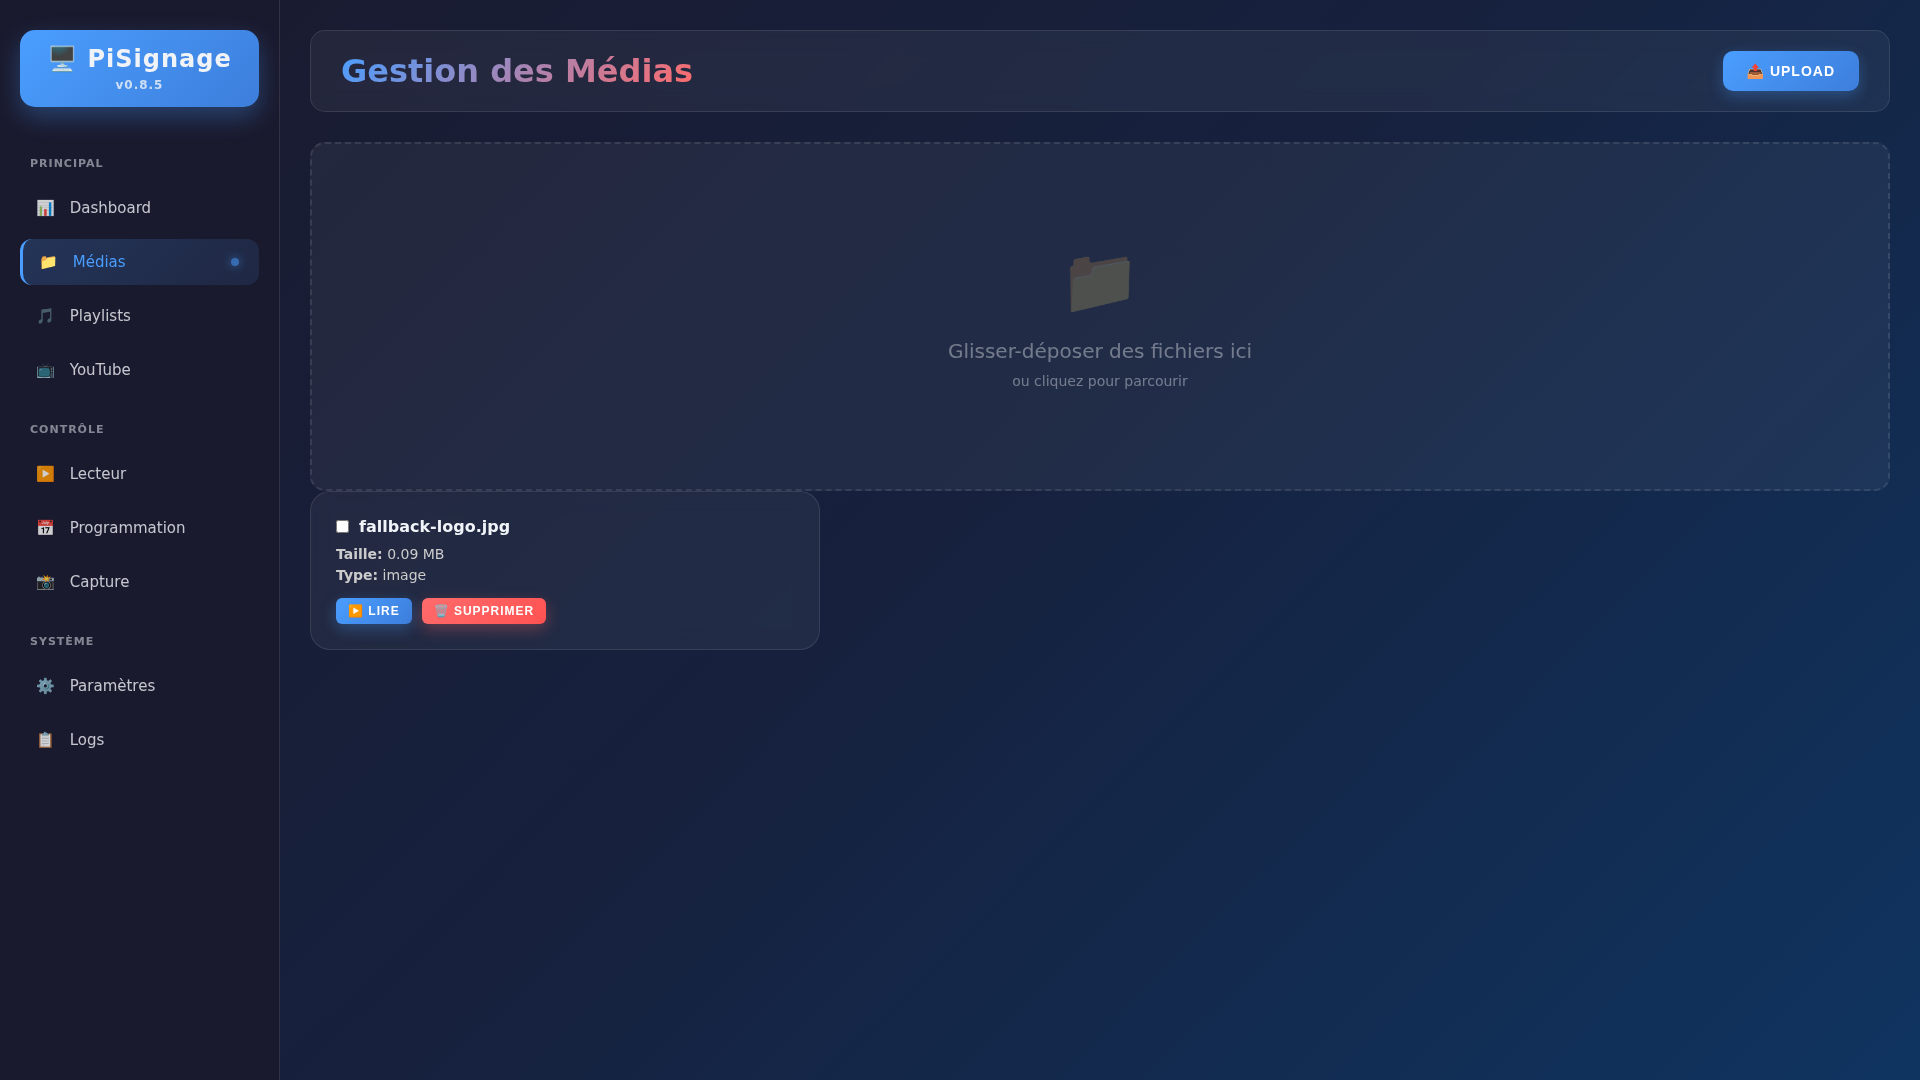 PiSignage
v0.8.5
PRINCIPAL
Dashboard
Médias
Playlists
YouTube
CONTRÔLE
Lecteur
Programmation
Capture
SYSTÈME
Paramètres
Logs
Gestion des Médias
UPLOAD
Glisser-déposer des fichiers ici
ou cliquez pour parcourir
fallback-logo.jpg
Taille: 0.09 MB
Type: image
LIRE
SUPPRIMER